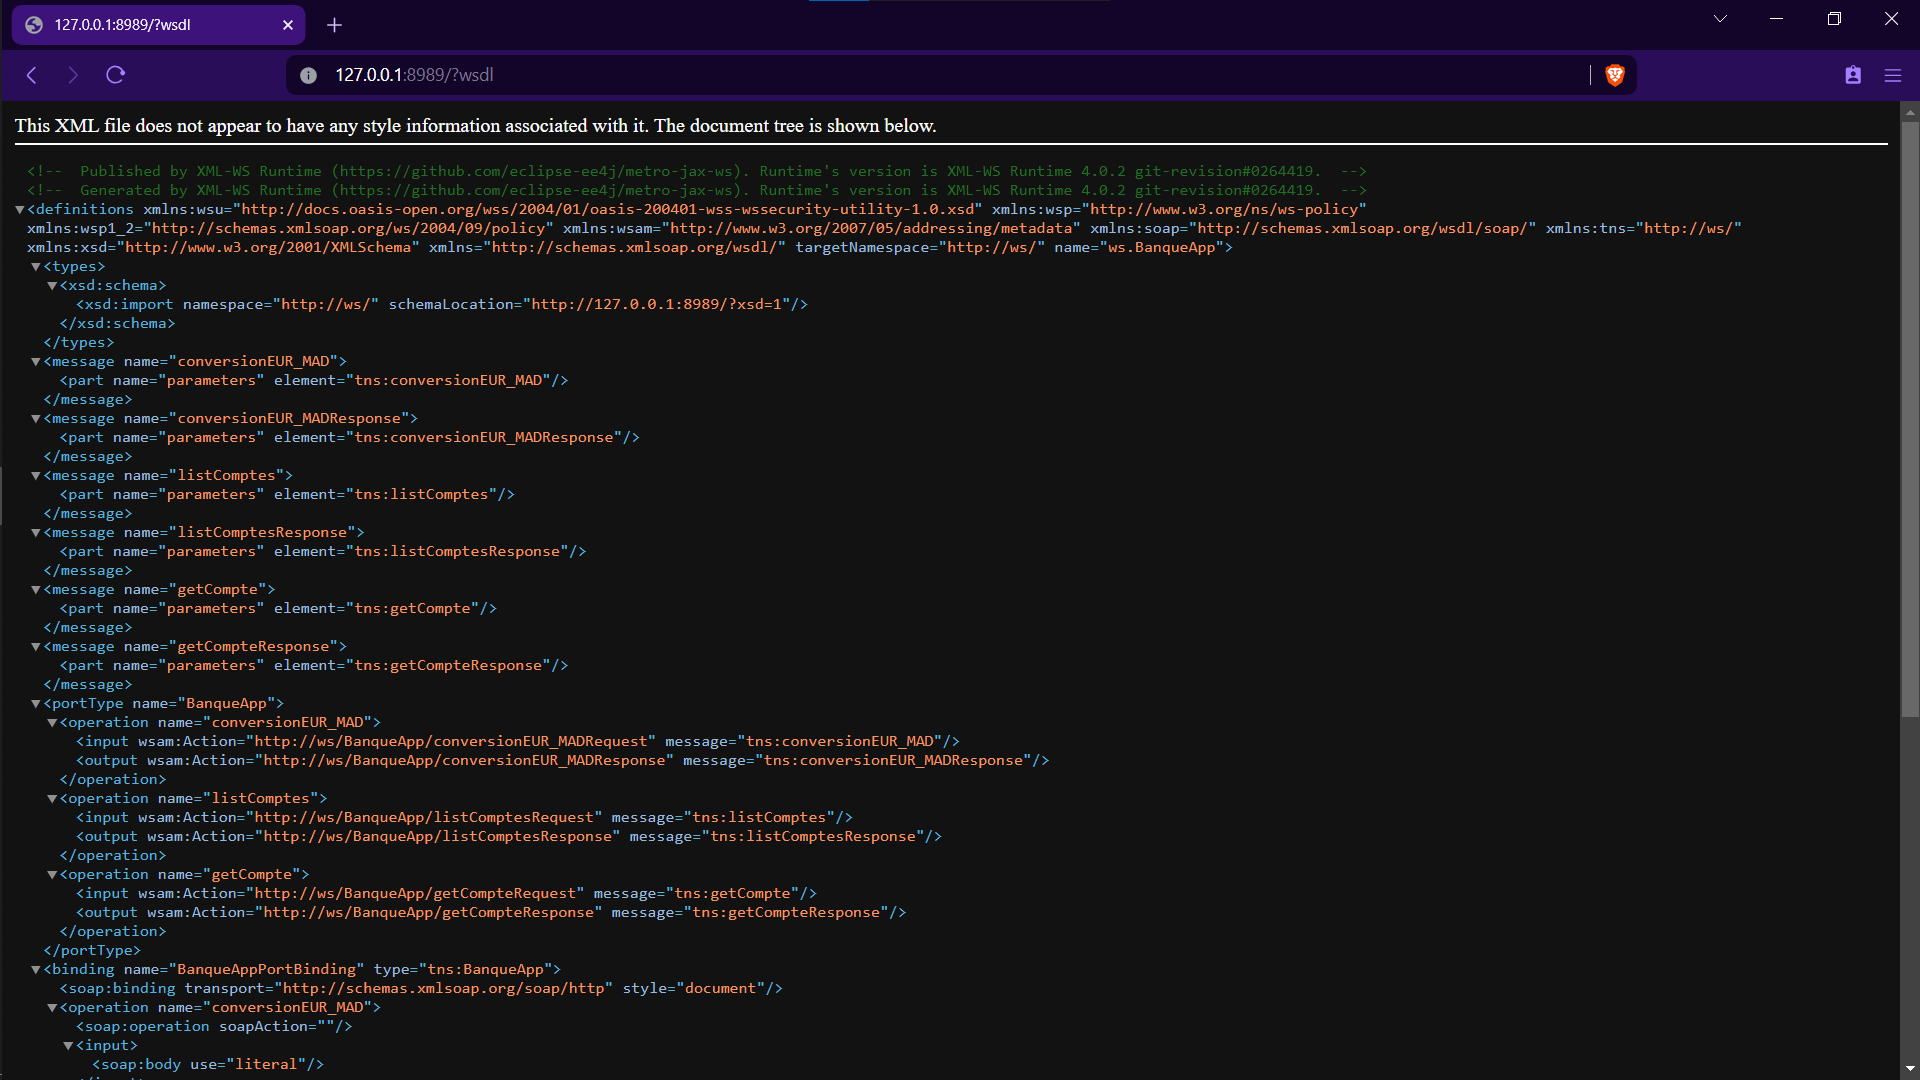 127.0.0.1:8989/?wsdl
127.0.0.1:8989/?wsdl
This XML file does not appear to have any style information associated with it. The document tree is shown below.
<!-- Published by XML-WS Runtime (https://github.com/eclipse-ee4j/metro-jax-ws). Runtime's version is XML-WS Runtime 4.0.2 git-revision#0264419. -->
<!-- Generated by XML-WS Runtime (https://github.com/eclipse-ee4j/metro-jax-ws). Runtime's version is XML-WS Runtime 4.0.2 git-revision#0264419. -->
▼<definitions xmlns:wsu="http://docs.oasis-open.org/wss/2004/01/oasis-200401-wss-wssecurity-utility-1.0.xsd" xmlns:wsp="http://www.w3.org/ns/ws-policy"
xmlns:wsp1_2="http://schemas.xmlsoap.org/ws/2004/09/policy" xmlns:wsam="http://www.w3.org/2007/05/addressing/metadata" xmlns:soap="http://schemas.xmlsoap.org/wsdl/soap/" xmlns:tns="http://ws/"
xmlns:xsd="http://www.w3.org/2001/XMLSchema" xmlns="http://schemas.xmlsoap.org/wsdl/" targetNamespace="http://ws/" name="ws.BanqueApp">
▼<types>
▼<xsd:schema>
<xsd:import namespace="http://ws/" schemaLocation="http://127.0.0.1:8989/?xsd=1"/>
</xsd:schema>
</types>
▼<message name="conversionEUR_MAD">
<part name="parameters" element="tns:conversionEUR_MAD"/>
</message>
▼<message name="conversionEUR_MADResponse">
<part name="parameters" element="tns:conversionEUR_MADResponse"/>
</message>
▼<message name="listComptes">
<part name="parameters" element="tns:listComptes"/>
</message>
▼<message name="listComptesResponse">
<part name="parameters" element="tns:listComptesResponse"/>
</message>
▼<message name="getCompte">
<part name="parameters" element="tns:getCompte"/>
</message>
▼<message name="getCompteResponse">
<part name="parameters" element="tns:getCompteResponse"/>
</message>
▼<portType name="BanqueApp">
▼<operation name="conversionEUR_MAD">
<input wsam:Action="http://ws/BanqueApp/conversionEUR_MADRequest" message="tns:conversionEUR_MAD"/>
<output wsam:Action="http://ws/BanqueApp/conversionEUR_MADResponse" message="tns:conversionEUR_MADResponse"/>
</operation>
▼<operation name="listComptes">
<input wsam:Action="http://ws/BanqueApp/listComptesRequest" message="tns:listComptes"/>
<output wsam:Action="http://ws/BanqueApp/listComptesResponse" message="tns:listComptesResponse"/>
</operation>
▼<operation name="getCompte">
<input wsam:Action="http://ws/BanqueApp/getCompteRequest" message="tns:getCompte"/>
<output wsam:Action="http://ws/BanqueApp/getCompteResponse" message="tns:getCompteResponse"/>
</operation>
</portType>
▼<binding name="BanqueAppPortBinding" type="tns:BanqueApp">
<soap:binding transport="http://schemas.xmlsoap.org/soap/http" style="document"/>
▼<operation name="conversionEUR_MAD">
<soap:operation soapAction=""/>
▼<input>
<soap:body use="literal"/>